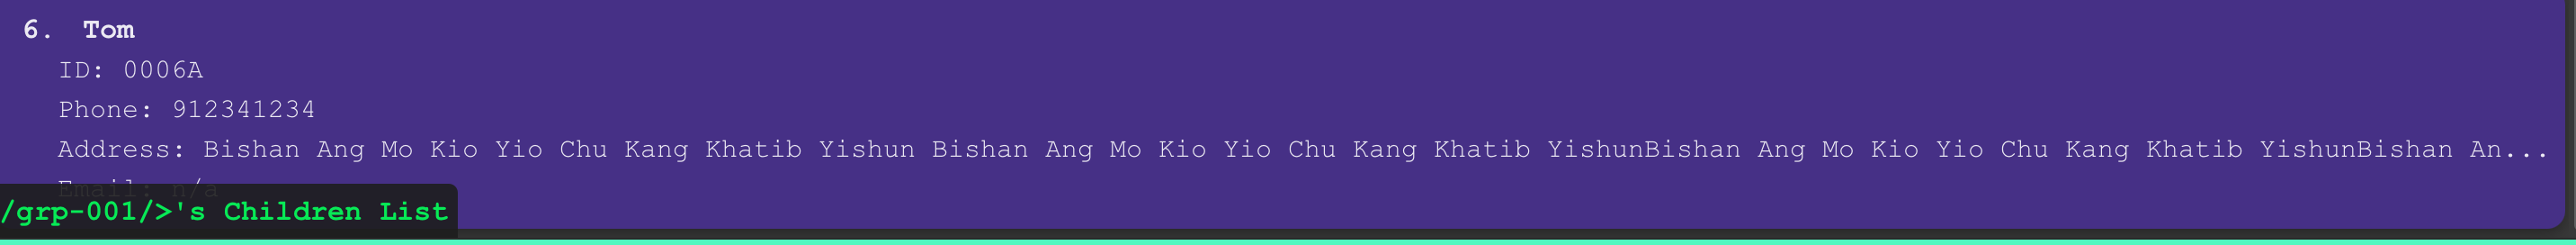 6. Tom
ID: 0006A
Phone: 912341234
Address: Bishan Ang Mo Kio Yio Chu Kang Khatib Yishun Bishan Ang Mo Kio Yio Chu Kang Khatib YishunBishan Ang Mo Kio Yio Chu Kang Khatib YishunBishan An...
Email: n/a
/grp-001/>'s Children List